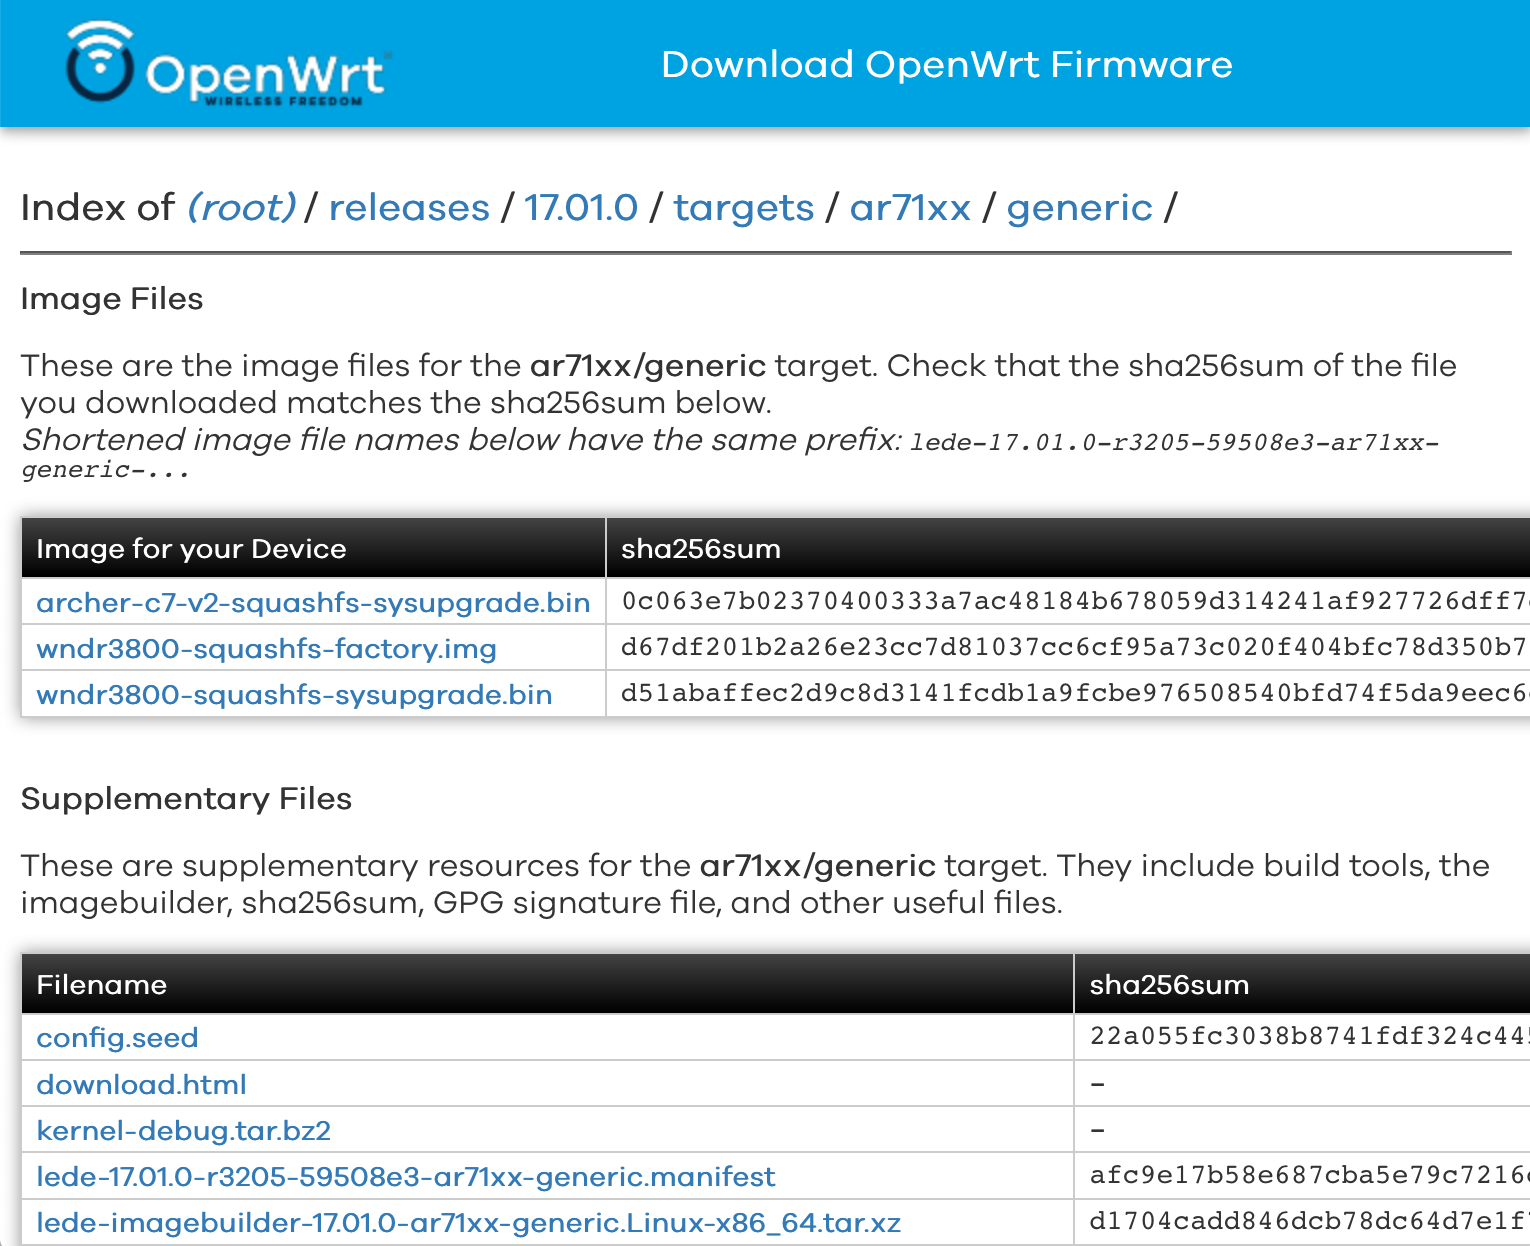 OpenWrt
WIRELESS FREEDOM
Download OpenWrt Firmware
Index of (root) / releases / 17.01.0 / targets / ar71xx / generic /
Image Files
These are the image files for the ar71xx/generic target. Check that the sha256sum of the file
you downloaded matches the sha256sum below.
Shortened image file names below have the same prefix: lede-17.01.0-r3205-59508e3-ar71xx-
generic-...
Image for your Device sha256sum
archer-c7-v2-squashfs-sysupgrade.bin 0c063e7b02370400333a7ac48184b678059d314241af927726dff7
wndr3800-squashfs-factory.img d67df201b2a26e23cc7d81037cc6cf95a73c020f404bfc78d350b7
wndr3800-squashfs-sysupgrade.bin d51abaffec2d9c8d3141fcdb1a9fcbe976508540bfd74f5da9eec6
Supplementary Files
These are supplementary resources for the ar71xx/generic target. They include build tools, the
imagebuilder, sha256sum, GPG signature file, and other useful files.
Filename sha256sum
config.seed 22a055fc3038b8741fdf324c445
download.html -
kernel-debug.tar.bz2 -
lede-17.01.0-r3205-59508e3-ar71xx-generic.manifest afc9e17b58e687cba5e79c7216
lede-imagebuilder-17.01.0-ar71xx-generic.Linux-x86_64.tar.xz d1704cadd846dcb78dc64d7e1f